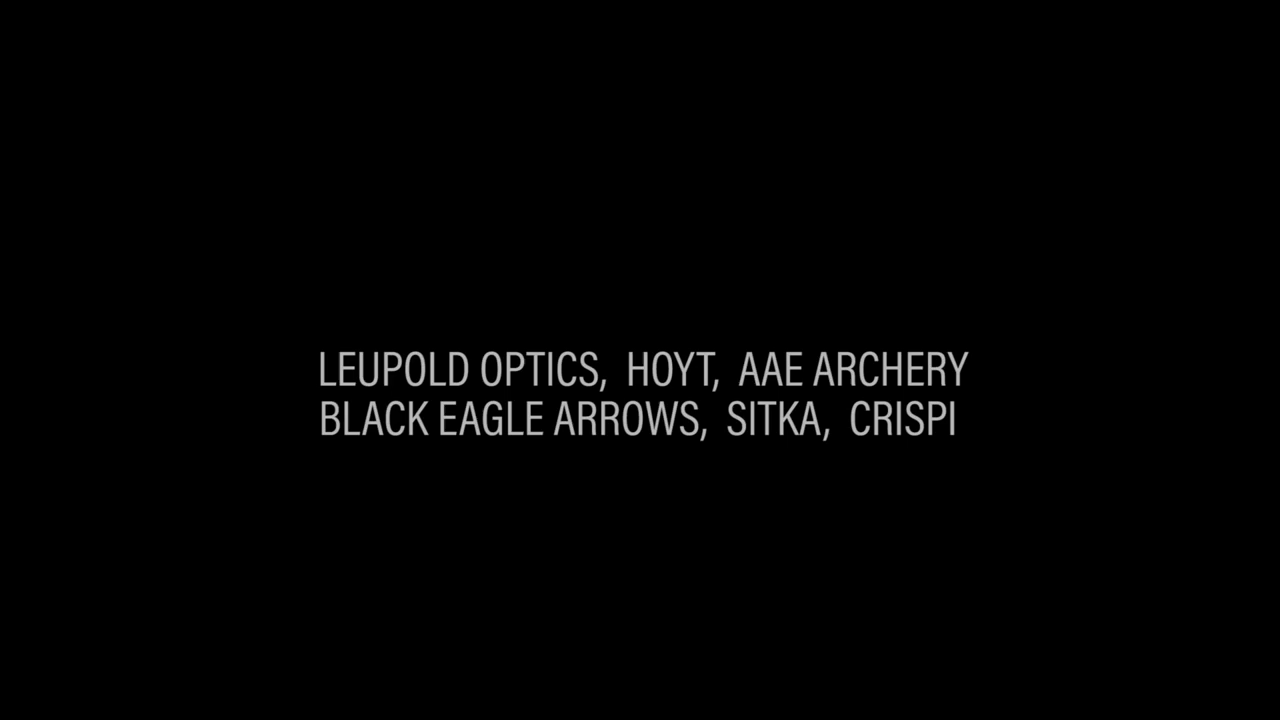 LEUPOLD OPTICS, HOYT, AAE ARCHERY
BLACK EAGLE ARROWS, SITKA, CRISPI